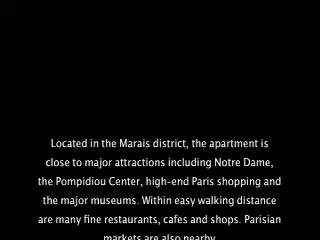 Located in the Marais district, the apartment is
close to major attractions including Notre Dame,
the Pompidiou Center, high-end Paris shopping and
the major museums. Within easy walking distance
are many fine restaurants, cafes and shops. Parisian
markets are also nearby